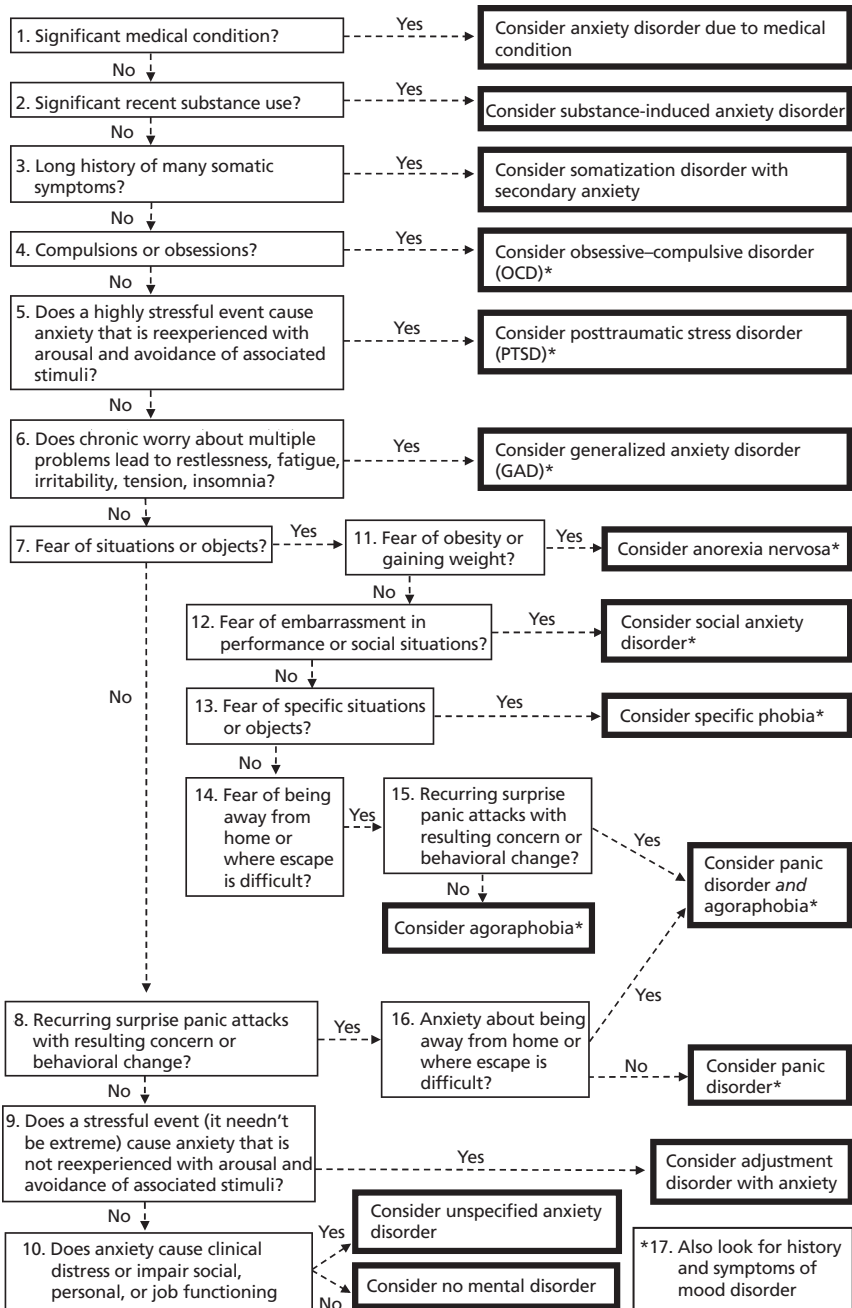 1. Significant medical condition?
Yes
Consider anxiety disorder due to medical
condition
No
2. Significant recent substance use?
Yes
Consider substance-induced anxiety disorder
No
3. Long history of many somatic
symptoms?
Yes
Consider somatization disorder with
secondary anxiety
No
4. Compulsions or obsessions?
Yes
Consider obsessive–compulsive disorder
(OCD)*
No
5. Does a highly stressful event cause
anxiety that is reexperienced with
arousal and avoidance of associated
stimuli?
Yes
Consider posttraumatic stress disorder
(PTSD)*
No
6. Does chronic worry about multiple
problems lead to restlessness, fatigue,
irritability, tension, insomnia?
Yes
Consider generalized anxiety disorder
(GAD)*
No
7. Fear of situations or objects?
Yes
11. Fear of obesity or
gaining weight?
Yes
Consider anorexia nervosa*
No
12. Fear of embarrassment in
performance or social situations?
Yes
Consider social anxiety
disorder*
No
No
13. Fear of specific situations
or objects?
Yes
Consider specific phobia*
No
14. Fear of being
away from
home or
where escape
is difficult?
Yes
15. Recurring surprise
panic attacks with
resulting concern or
behavioral change?
Yes
Consider panic
disorder and
agoraphobia*
No
Consider agoraphobia*
8. Recurring surprise panic attacks
with resulting concern or
behavioral change?
Yes
16. Anxiety about being
away from home or
where escape is
difficult?
Yes
No
Consider panic
disorder*
No
9. Does a stressful event (it needn't
be extreme) cause anxiety that is
not reexperienced with arousal and
avoidance of associated stimuli?
Yes
Consider adjustment
disorder with anxiety
No
10. Does anxiety cause clinical
distress or impair social,
personal, or job functioning
Yes
Consider unspecified anxiety
disorder
No
Consider no mental disorder
*17. Also look for history
and symptoms of
mood disorder